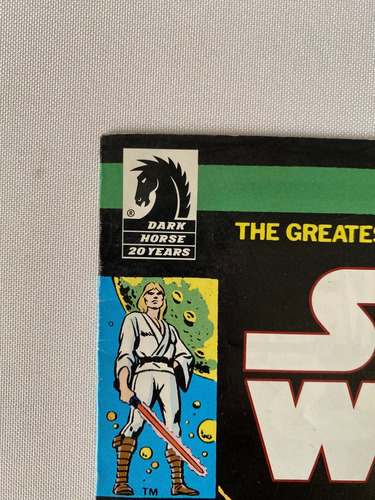 ®
DARK
HORSE
20 YEARS
THE GREATES
S
W
TM